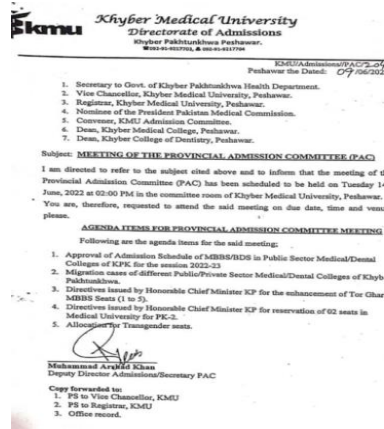 kmu
Khyber Medical University
Directorate of Admissions
Khyber Pakhtunkhwa Peshawar.
KMU/Admissions/PAC/
Peshawar the Dated: 09/06/202
1. Secretary to Govt. of Khyber Pakhtunkhwa Health Department.
2. Vice Chancellor, Khyber Medical University, Peshawar.
3. Registrar, Khyber Medical University, Peshawar.
4. Nominee of the President Pakistan Medical Commission.
5. Convener, KMU Admission Committee.
6. Dean, Khyber Medical College, Peshawar.
7. Dean, Khyber College of Dentistry, Peshawar.
Subject: MEETING OF THE PROVINCIAL ADMISSION COMMITTEE (PAC)
I am directed to refer to the subject cited above and to inform that the meeting of th
Provincial Admission Committee (PAC) has been scheduled to be held on Tuesday 14
June, 2022 at 02:00 PM in the committee room of Khyber Medical University, Peshawar.
You are, therefore, requested to attend the said meeting on due date, time and venu
please.
AGENDA ITEMS FOR PROVINCIAL ADMISSION COMMITTEE MEETING
Following are the agenda items for the said meeting;
1. Approval of Admission Schedule of MBBS/BDS in Public Sector Medical/Dental
Colleges of KPK for the session 2022-23
2. Migration cases of different Public/Private Sector Medical/Dental Colleges of Khyb
Pakhtunkhwa.
3. Directives issued by Honorable Chief Minister KP for the enhancement of Tor Ghar
MBBS Seats (1 to 5).
4. Directives issued by Honorable Chief Minister KP for reservation of 02 seats in
Medical University for PK-2.
5. Allocation for Transgender seats.
Muhammad Arshad Khan
Deputy Director Admissions/Secretary PAC
Copy forwarded to:
1. PS to Vice Chancellor, KMU
2. PS to Registrar, KMU
3. Office record.